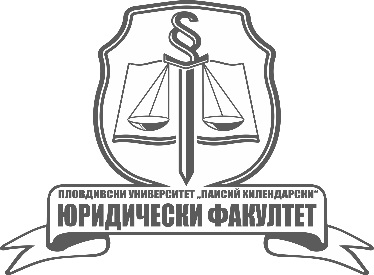 §
ПЛОВДИВСКИ УНИВЕРСИТЕТ „ПАИСИЙ ХИЛЕНДАРСКИ“
ЮРИДИЧЕСКИ ФАКУЛТЕТ